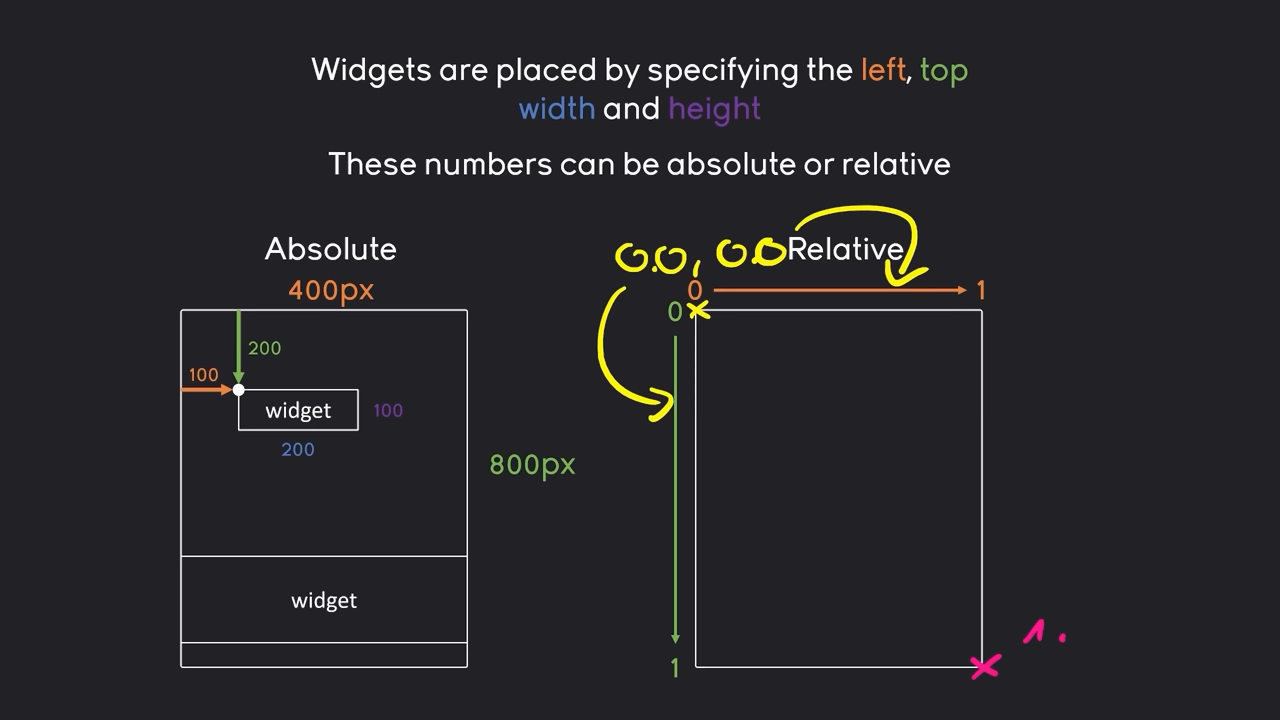 Widgets are placed by specifying the left, top
width and height
These numbers can be absolute or relative
Absolute
400px
200
100
widget
100
200
800px
widget
0.0, 0.0
Relative
0
1
0
1
1.